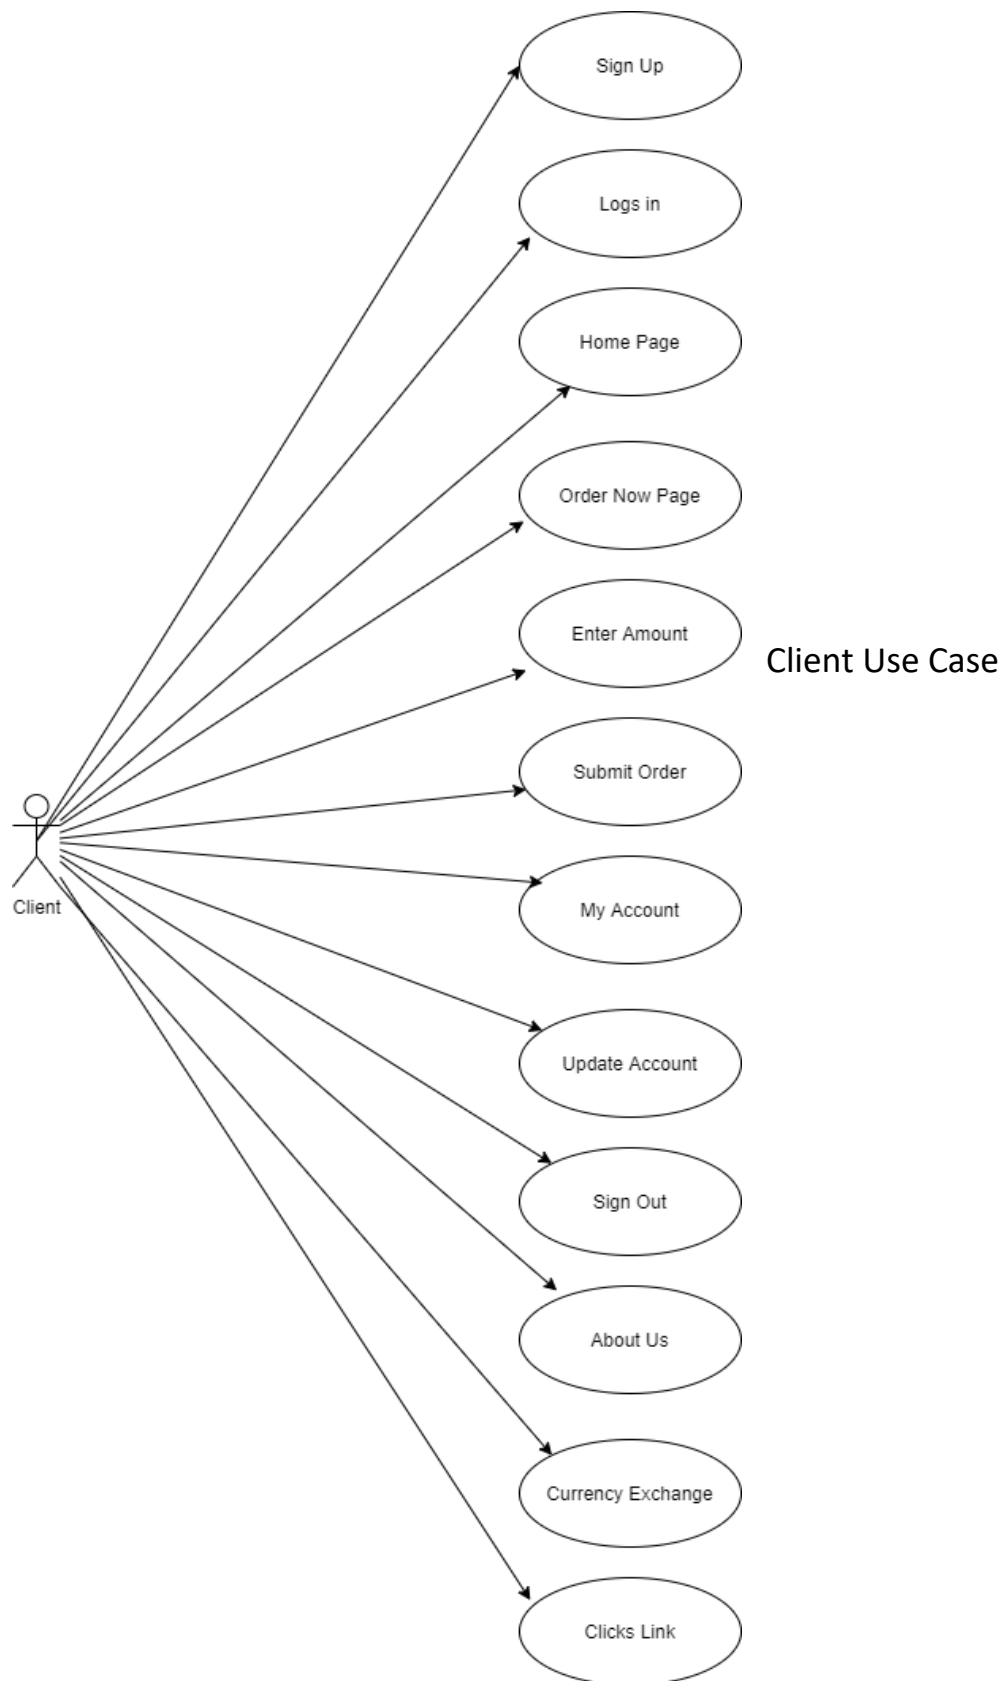 Sign Up
Logs in
Home Page
Order Now Page
Enter Amount
Client Use Case
Submit Order
Client
My Account
Update Account
Sign Out
About Us
Currency Exchange
Clicks Link